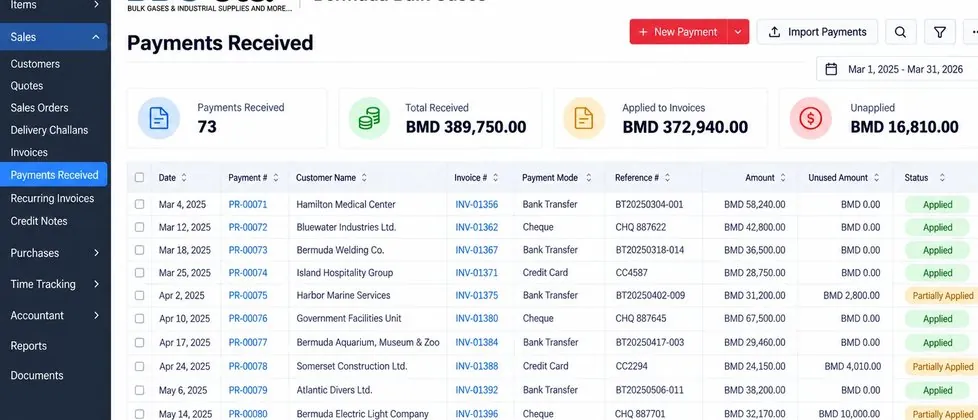 Items
BULK GASES & INDUSTRIAL SUPPLIES AND MORE...
Sales
Customers
Quotes
Sales Orders
Delivery Challans
Invoices
Payments Received
Recurring Invoices
Credit Notes
Purchases
Time Tracking
Accountant
Reports
Documents
Payments Received
+ New Payment
Import Payments
Mar 1, 2025 - Mar 31, 2026
Payments Received
73
Total Received
BMD 389,750.00
Applied to Invoices
BMD 372,940.00
Unapplied
BMD 16,810.00
Date Payment # Customer Name Invoice # Payment Mode Reference # Amount Unused Amount Status
Mar 4, 2025 PR-00071 Hamilton Medical Center INV-01356 Bank Transfer BT20250304-001 BMD 58,240.00 BMD 0.00 Applied
Mar 12, 2025 PR-00072 Bluewater Industries Ltd. INV-01362 Cheque CHQ 887622 BMD 42,800.00 BMD 0.00 Applied
Mar 18, 2025 PR-00073 Bermuda Welding Co. INV-01367 Bank Transfer BT20250318-014 BMD 36,500.00 BMD 0.00 Applied
Mar 25, 2025 PR-00074 Island Hospitality Group INV-01371 Credit Card CC4587 BMD 28,750.00 BMD 0.00 Applied
Apr 2, 2025 PR-00075 Harbor Marine Services INV-01375 Bank Transfer BT20250402-009 BMD 31,200.00 BMD 2,800.00 Partially Applied
Apr 10, 2025 PR-00076 Government Facilities Unit INV-01380 Cheque CHQ 887645 BMD 67,500.00 BMD 0.00 Applied
Apr 17, 2025 PR-00077 Bermuda Aquarium, Museum & Zoo INV-01384 Bank Transfer BT20250417-003 BMD 29,460.00 BMD 0.00 Applied
Apr 24, 2025 PR-00078 Somerset Construction Ltd. INV-01388 Credit Card CC2294 BMD 24,150.00 BMD 4,010.00 Partially Applied
May 6, 2025 PR-00079 Atlantic Divers Ltd. INV-01392 Bank Transfer BT20250506-011 BMD 38,200.00 BMD 0.00 Applied
May 14, 2025 PR-00080 Bermuda Electric Light Company INV-01396 Cheque CHQ 887701 BMD 32,170.00 BMD 10,000.00 Partially Applied